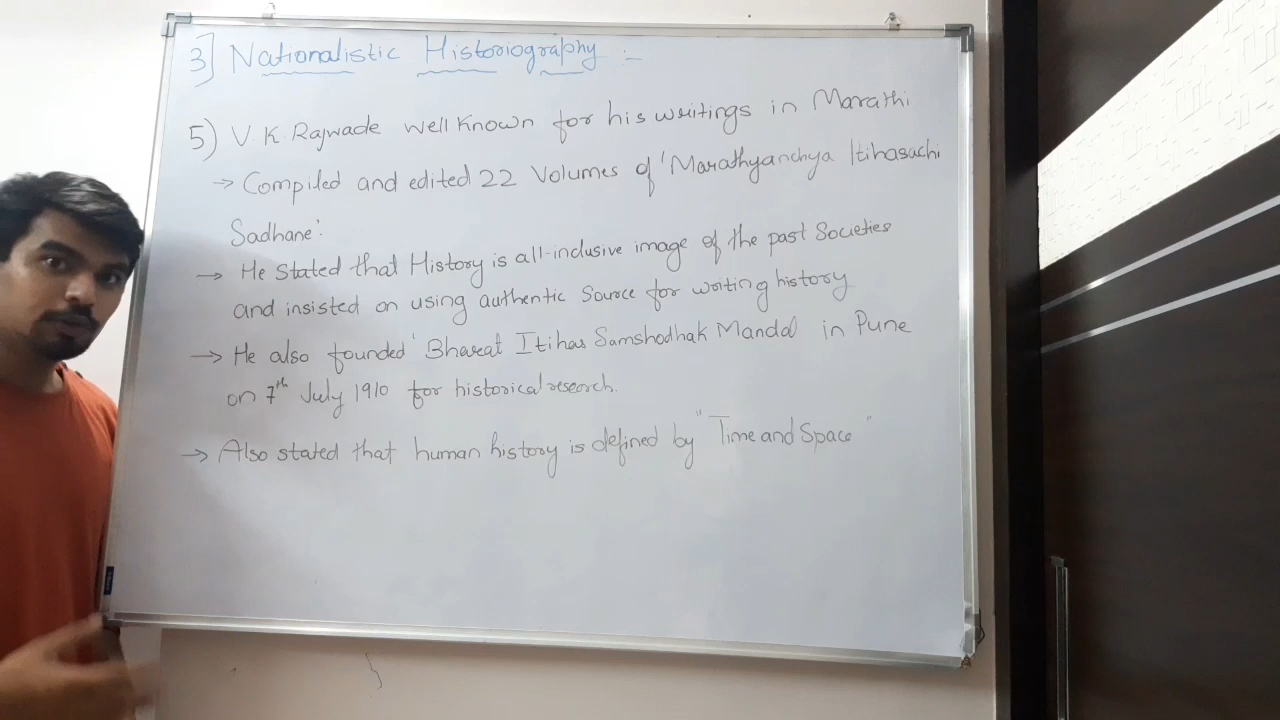 3] Nationalistic Historiography :-
5) V. K. Rajwade well known for his writings in Marathi
→ Compiled and edited 22 Volumes of 'Marathyanchya Itihasachi
Sadhane'.
→ He stated that History is all-inclusive image of the past Societies
and insisted on using authentic Source for writing history
→ He also founded 'Bharat Itihas Samshodhak Mandal in Pune
on 7th July 1910 for historical research.
→ Also stated that human history is defined by "Time and Space"